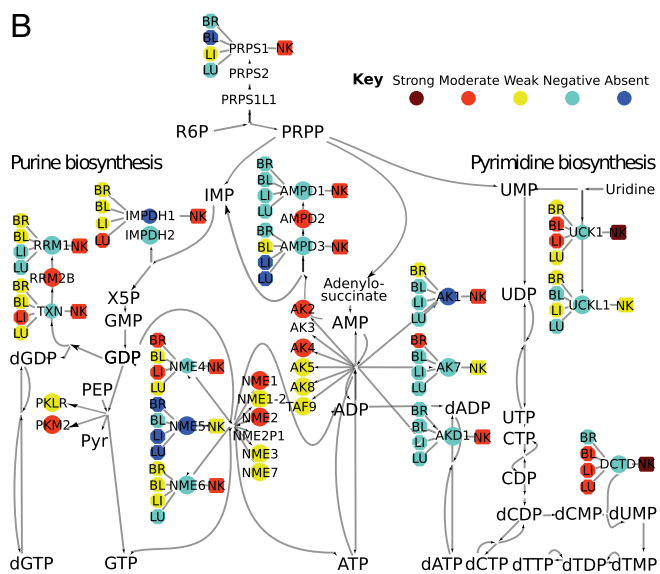 B
BR
BL
LI
LU
PRPS1
NK
PRPS2
PRPS1L1
Key Strong Moderate Weak Negative Absent
R6P
PRPP
Purine biosynthesis
Pyrimidine biosynthesis
BR
BL
LI
LU
IMPDH1
NK
IMPDH2
IMP
BR
BL
LI
LU
AMPD1
NK
AMPD2
BR
BL
LI
LU
AMPD3
NK
UMP
Uridine
BR
BL
LI
LU
UCK1
NK
BR
BL
LI
LU
RRM1
NK
RRM2B
BR
BL
LI
LU
TXN
NK
X5P
GMP
GDP
dGDP
Adenylo-
succinate
AMP
BR
BL
LI
LU
AK1
NK
UDP
BR
BL
LI
LU
UCKL1
NK
AK2
AK3
AK4
AK5
AK8
TAF9
BR
BL
LI
LU
NME4
NK
BR
BL
LI
LU
AK7
NK
PEP
PKLR
PKM2
Pyr
NME1
NME1-2
NME2
NME2P1
NME3
NME7
BR
BL
LI
LU
NME5
NK
ADP
dADP
BR
BL
LI
LU
AKD1
NK
UTP
CTP
BR
BL
LI
LU
NME6
NK
CDP
BR
BL
LI
LU
DCTD
NK
dCDP
dCMP
dUMP
dGTP
GTP
ATP
dATP
dCTP
dTTP
dTDP
dTMP